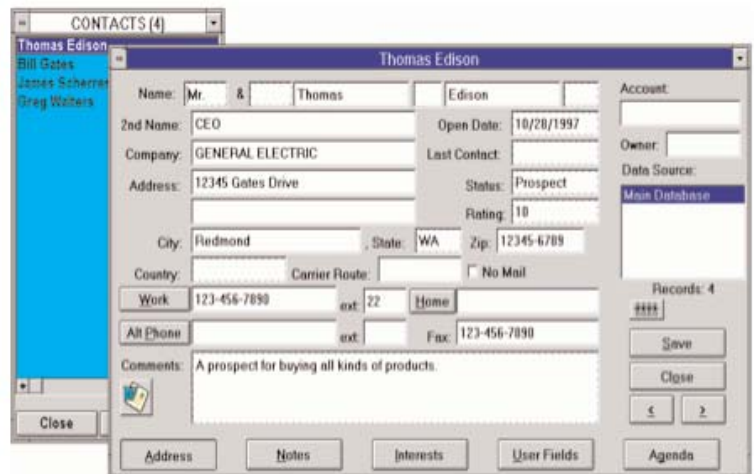 CONTACTS (4)
Thomas Edison
Bill Gates
James Scherrer
Greg Walters
Close
Thomas Edison
Name: Mr. & Thomas Edison
2nd Name: CEO Open Date: 10/28/1997
Company: GENERAL ELECTRIC Last Contact:
Address: 12345 Gates Drive Status: Prospect
Rating: 10
City: Redmond , State: WA Zip: 12345-6789
Country: Carrier Route: No Mail
Work 123-456-7890 ext: 22 Home
Alt Phone ext: Fax: 123-456-7890
Comments: A prospect for buying all kinds of products.
Address Notes Interests User Fields Agenda
Account:
Owner:
Data Source:
Main Database
Records: 4
Save
Close
< >